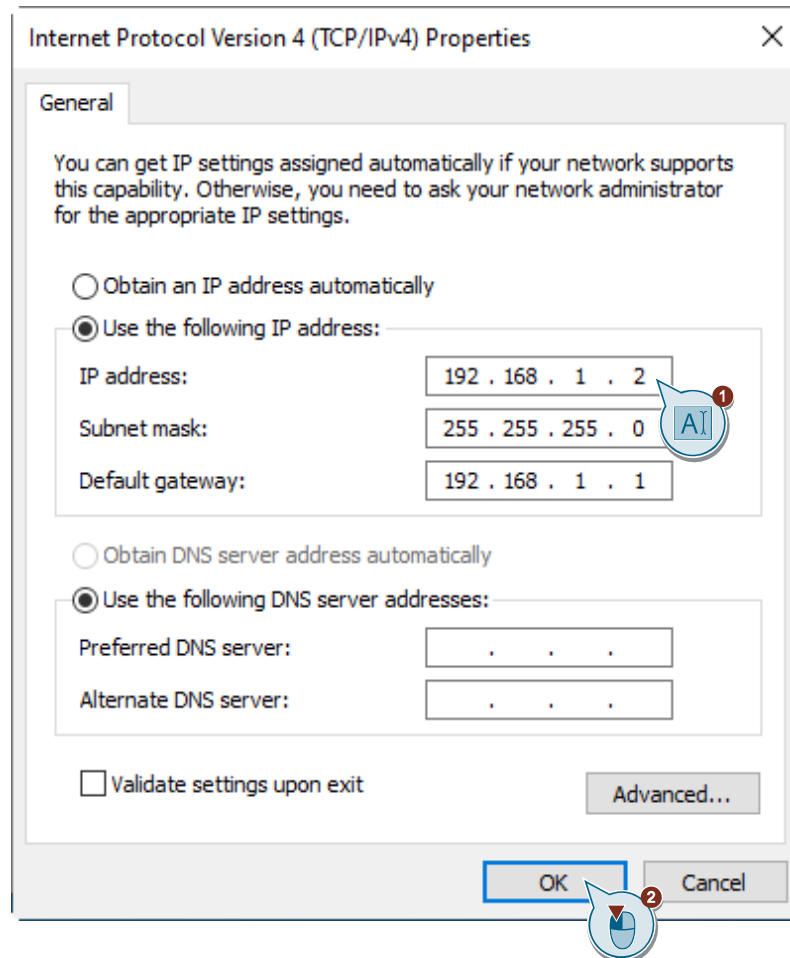 Internet Protocol Version 4 (TCP/IPv4) Properties
General
You can get IP settings assigned automatically if your network supports
this capability. Otherwise, you need to ask your network administrator
for the appropriate IP settings.
Obtain an IP address automatically
Use the following IP address:
IP address: 192 . 168 . 1 . 2
1
A
Subnet mask: 255 . 255 . 255 . 0
Default gateway: 192 . 168 . 1 . 1
Obtain DNS server address automatically
Use the following DNS server addresses:
Preferred DNS server: . . .
Alternate DNS server: . . .
Validate settings upon exit
Advanced...
OK Cancel
2